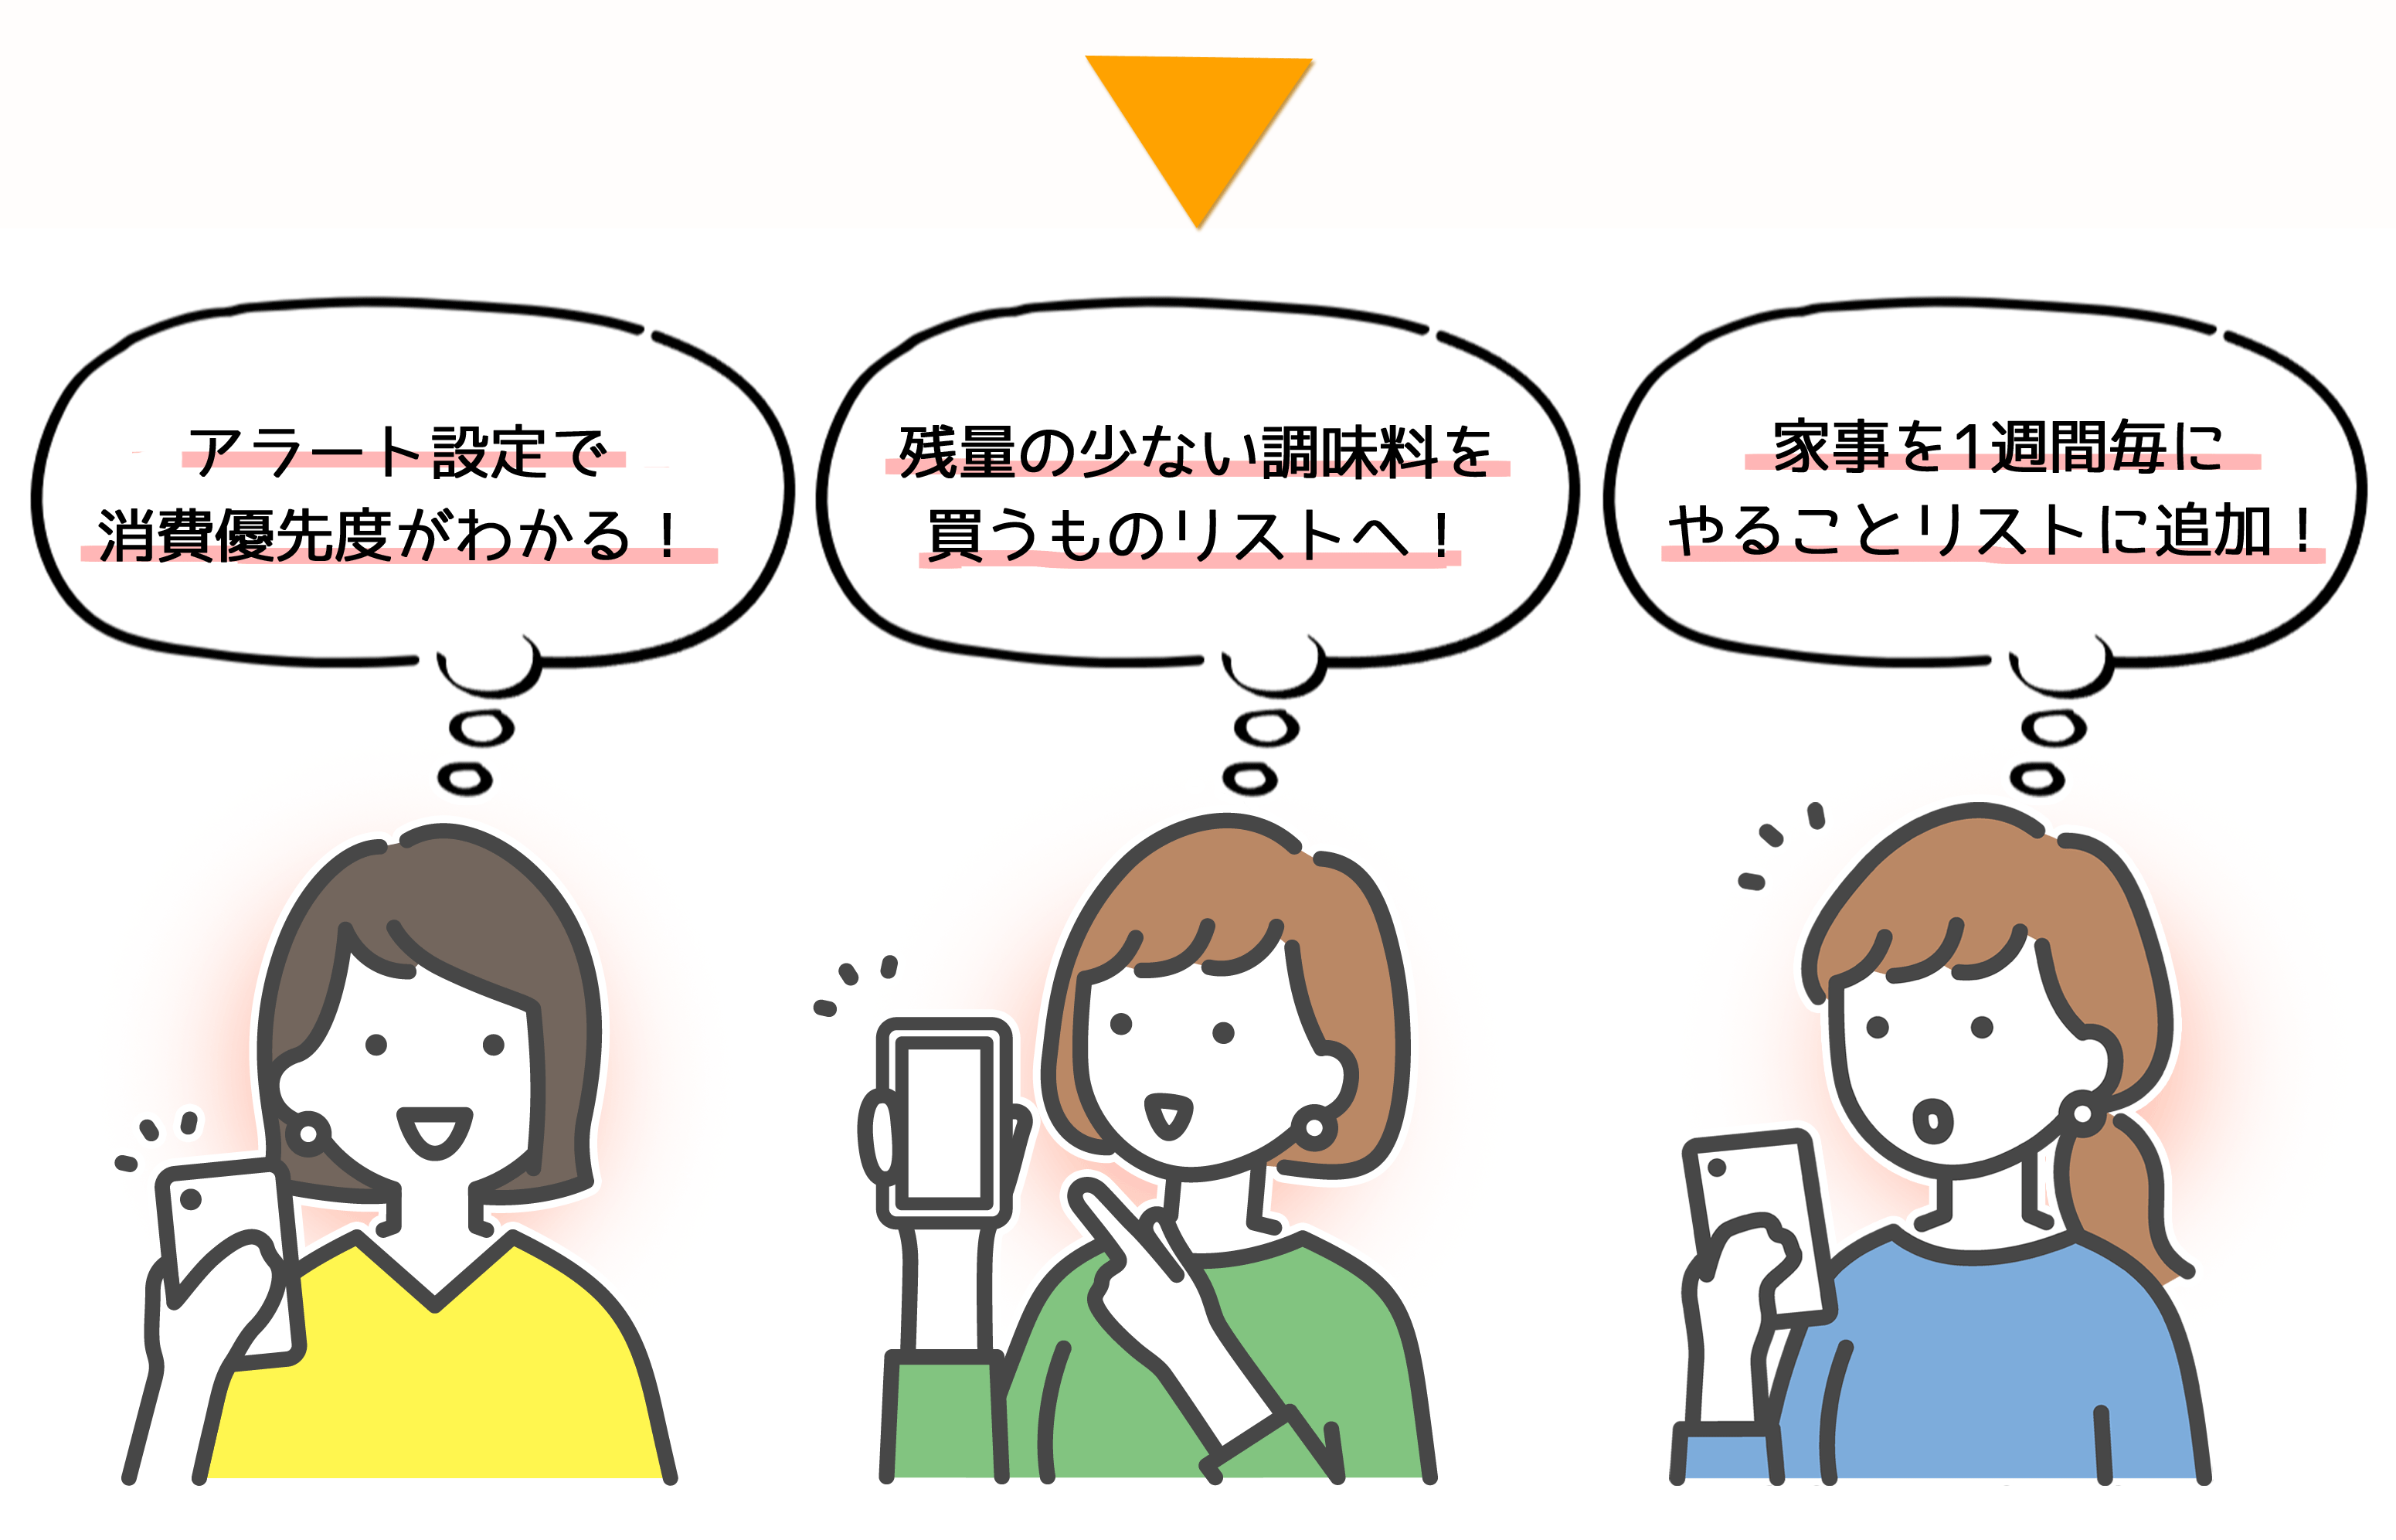 アラート設定で
消費優先度がわかる！
残量の少ない調味料を
買うものリストへ！
家事を1週間毎に
やることリストに追加！